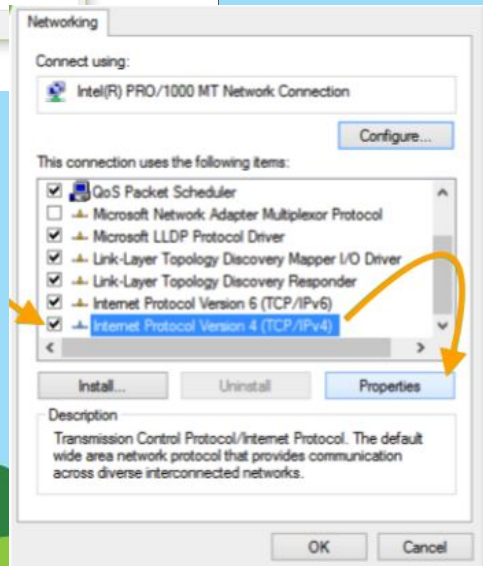 Networking
Connect using:
Intel(R) PRO/1000 MT Network Connection
Configure...
This connection uses the following items:
QoS Packet Scheduler
Microsoft Network Adapter Multiplexor Protocol
Microsoft LLDP Protocol Driver
Link-Layer Topology Discovery Mapper I/O Driver
Link-Layer Topology Discovery Responder
Internet Protocol Version 6 (TCP/IPv6)
Internet Protocol Version 4 (TCP/IPv4)
Install...
Uninstall
Properties
Description
Transmission Control Protocol/Internet Protocol. The default
wide area network protocol that provides communication
across diverse interconnected networks.
OK
Cancel